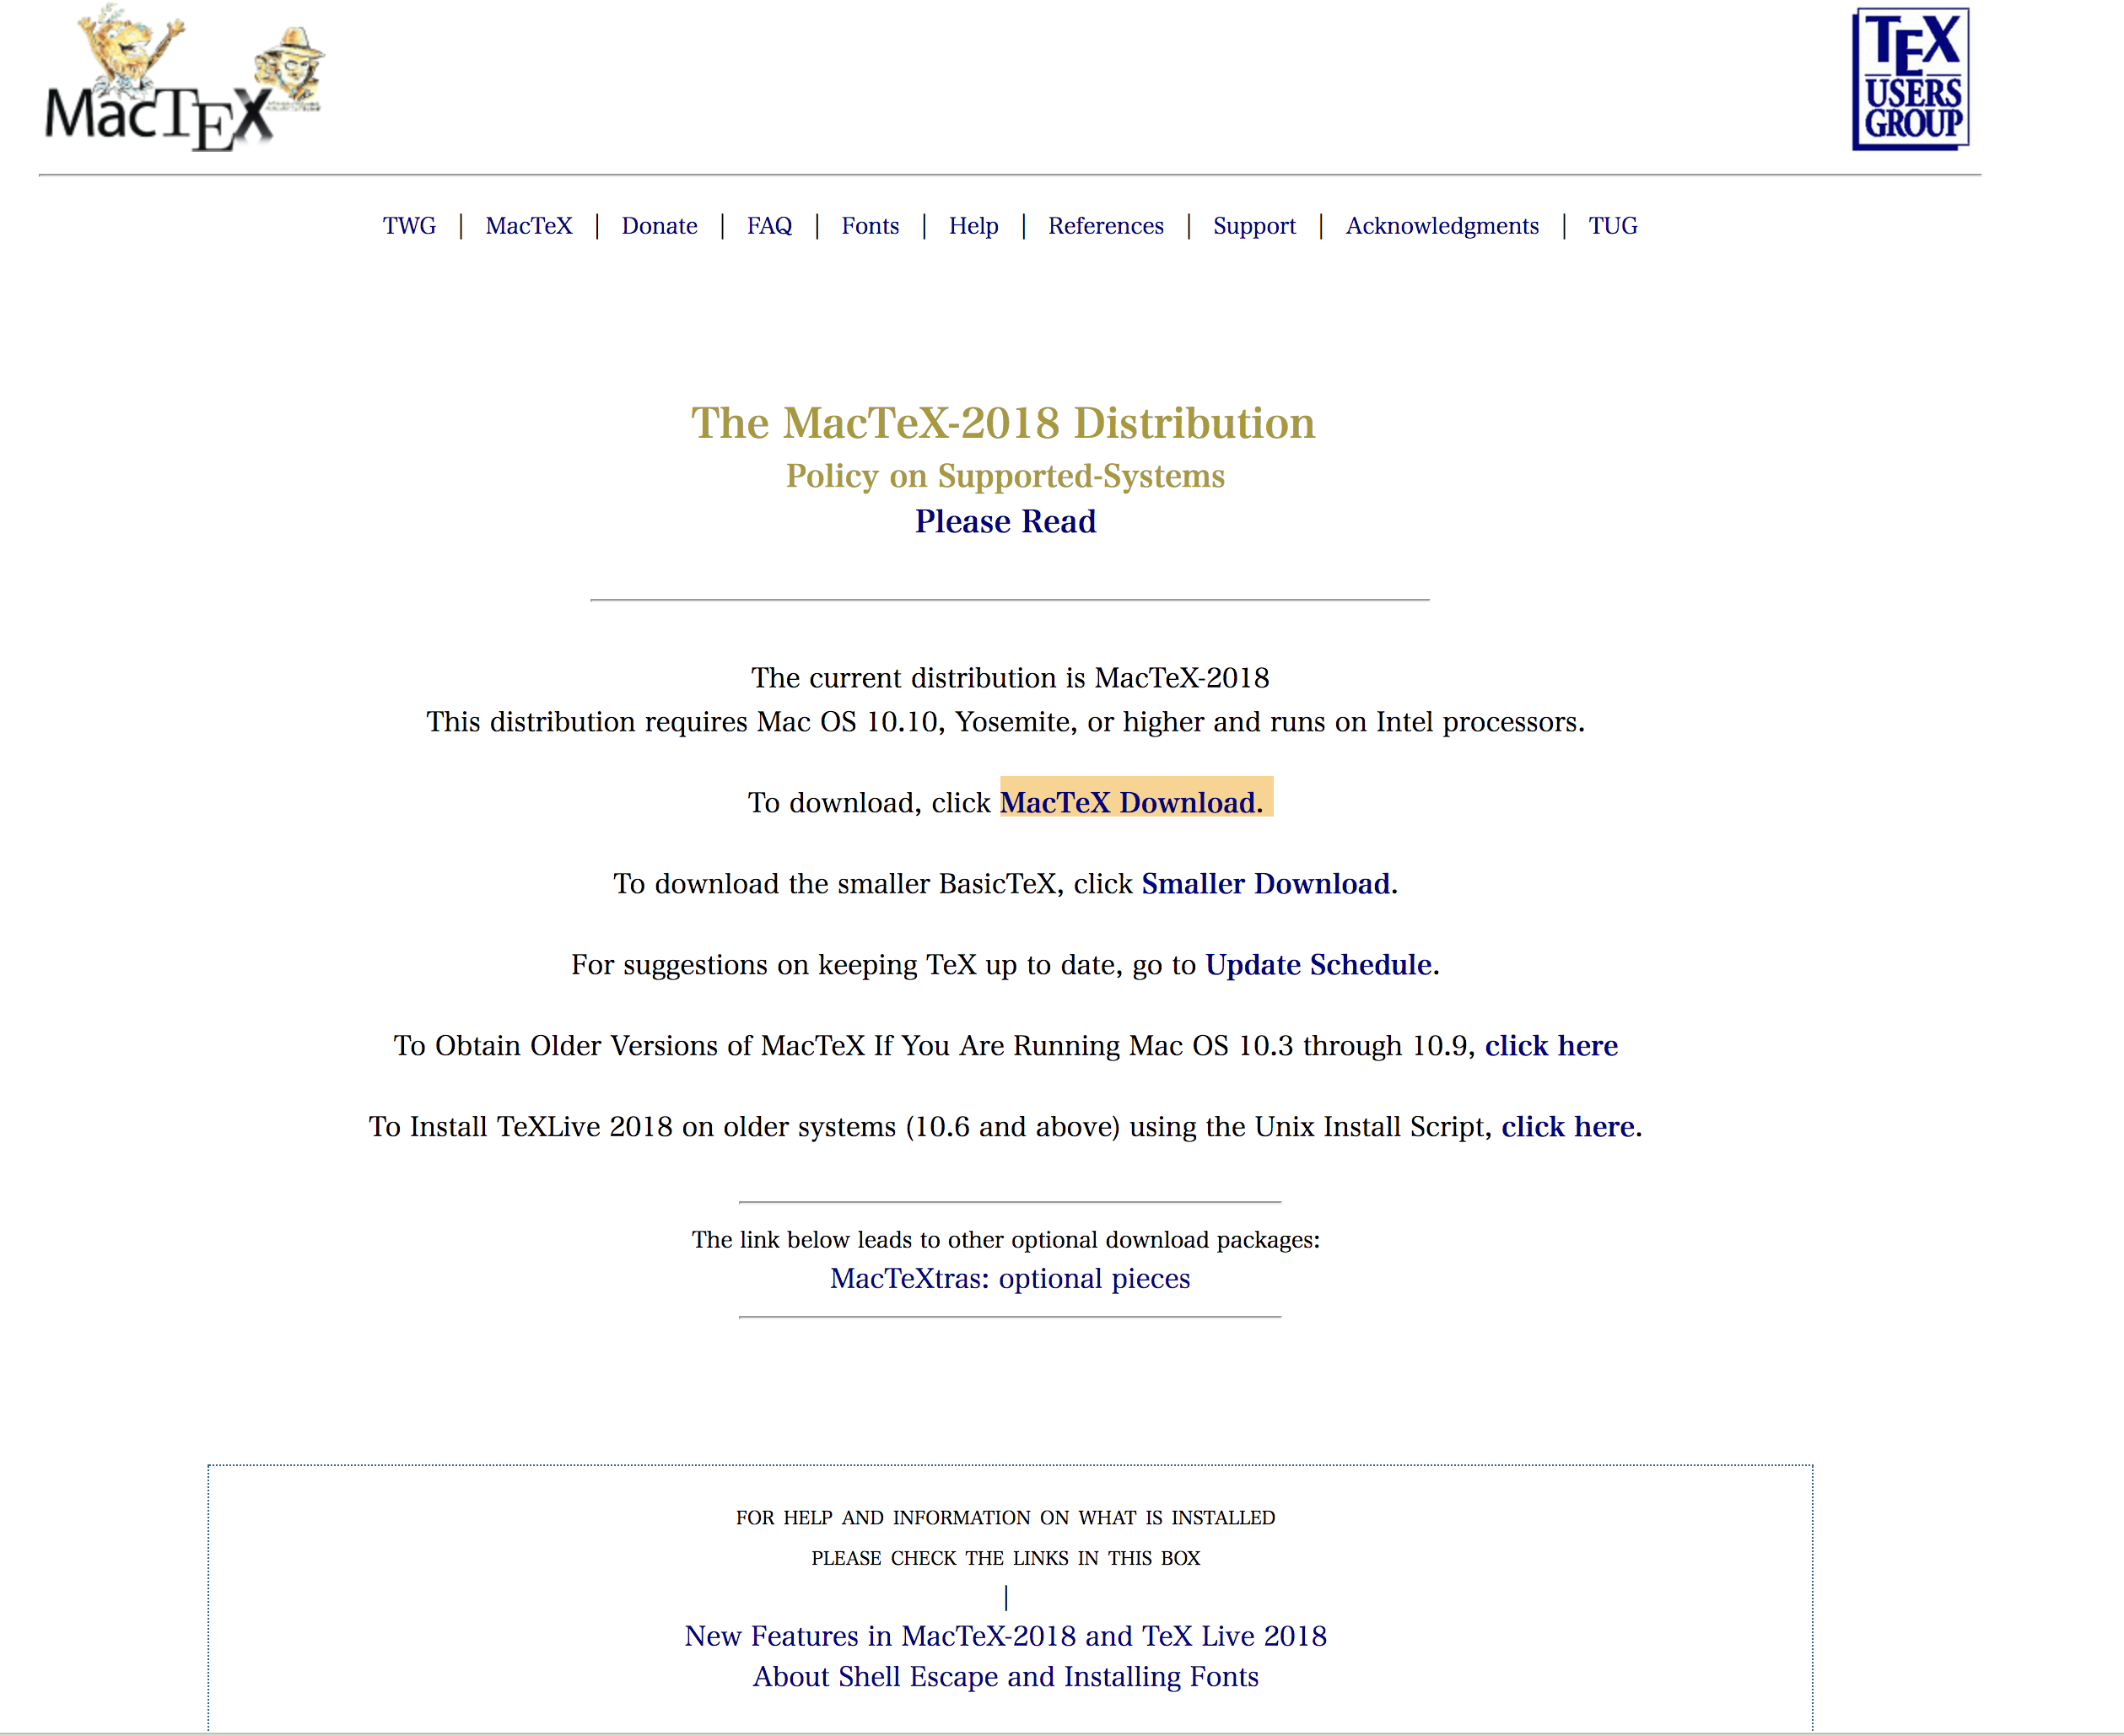 MacTeX
TEX
USERS
GROUP
TWG | MacTeX | Donate | FAQ | Fonts | Help | References | Support | Acknowledgments | TUG
The MacTeX-2018 Distribution
Policy on Supported-Systems
Please Read
The current distribution is MacTeX-2018
This distribution requires Mac OS 10.10, Yosemite, or higher and runs on Intel processors.
To download, click MacTeX Download.
To download the smaller BasicTeX, click Smaller Download.
For suggestions on keeping TeX up to date, go to Update Schedule.
To Obtain Older Versions of MacTeX If You Are Running Mac OS 10.3 through 10.9, click here
To Install TeXLive 2018 on older systems (10.6 and above) using the Unix Install Script, click here.
The link below leads to other optional download packages:
MacTeXtras: optional pieces
FOR HELP AND INFORMATION ON WHAT IS INSTALLED
PLEASE CHECK THE LINKS IN THIS BOX
|
New Features in MacTeX-2018 and TeX Live 2018
About Shell Escape and Installing Fonts